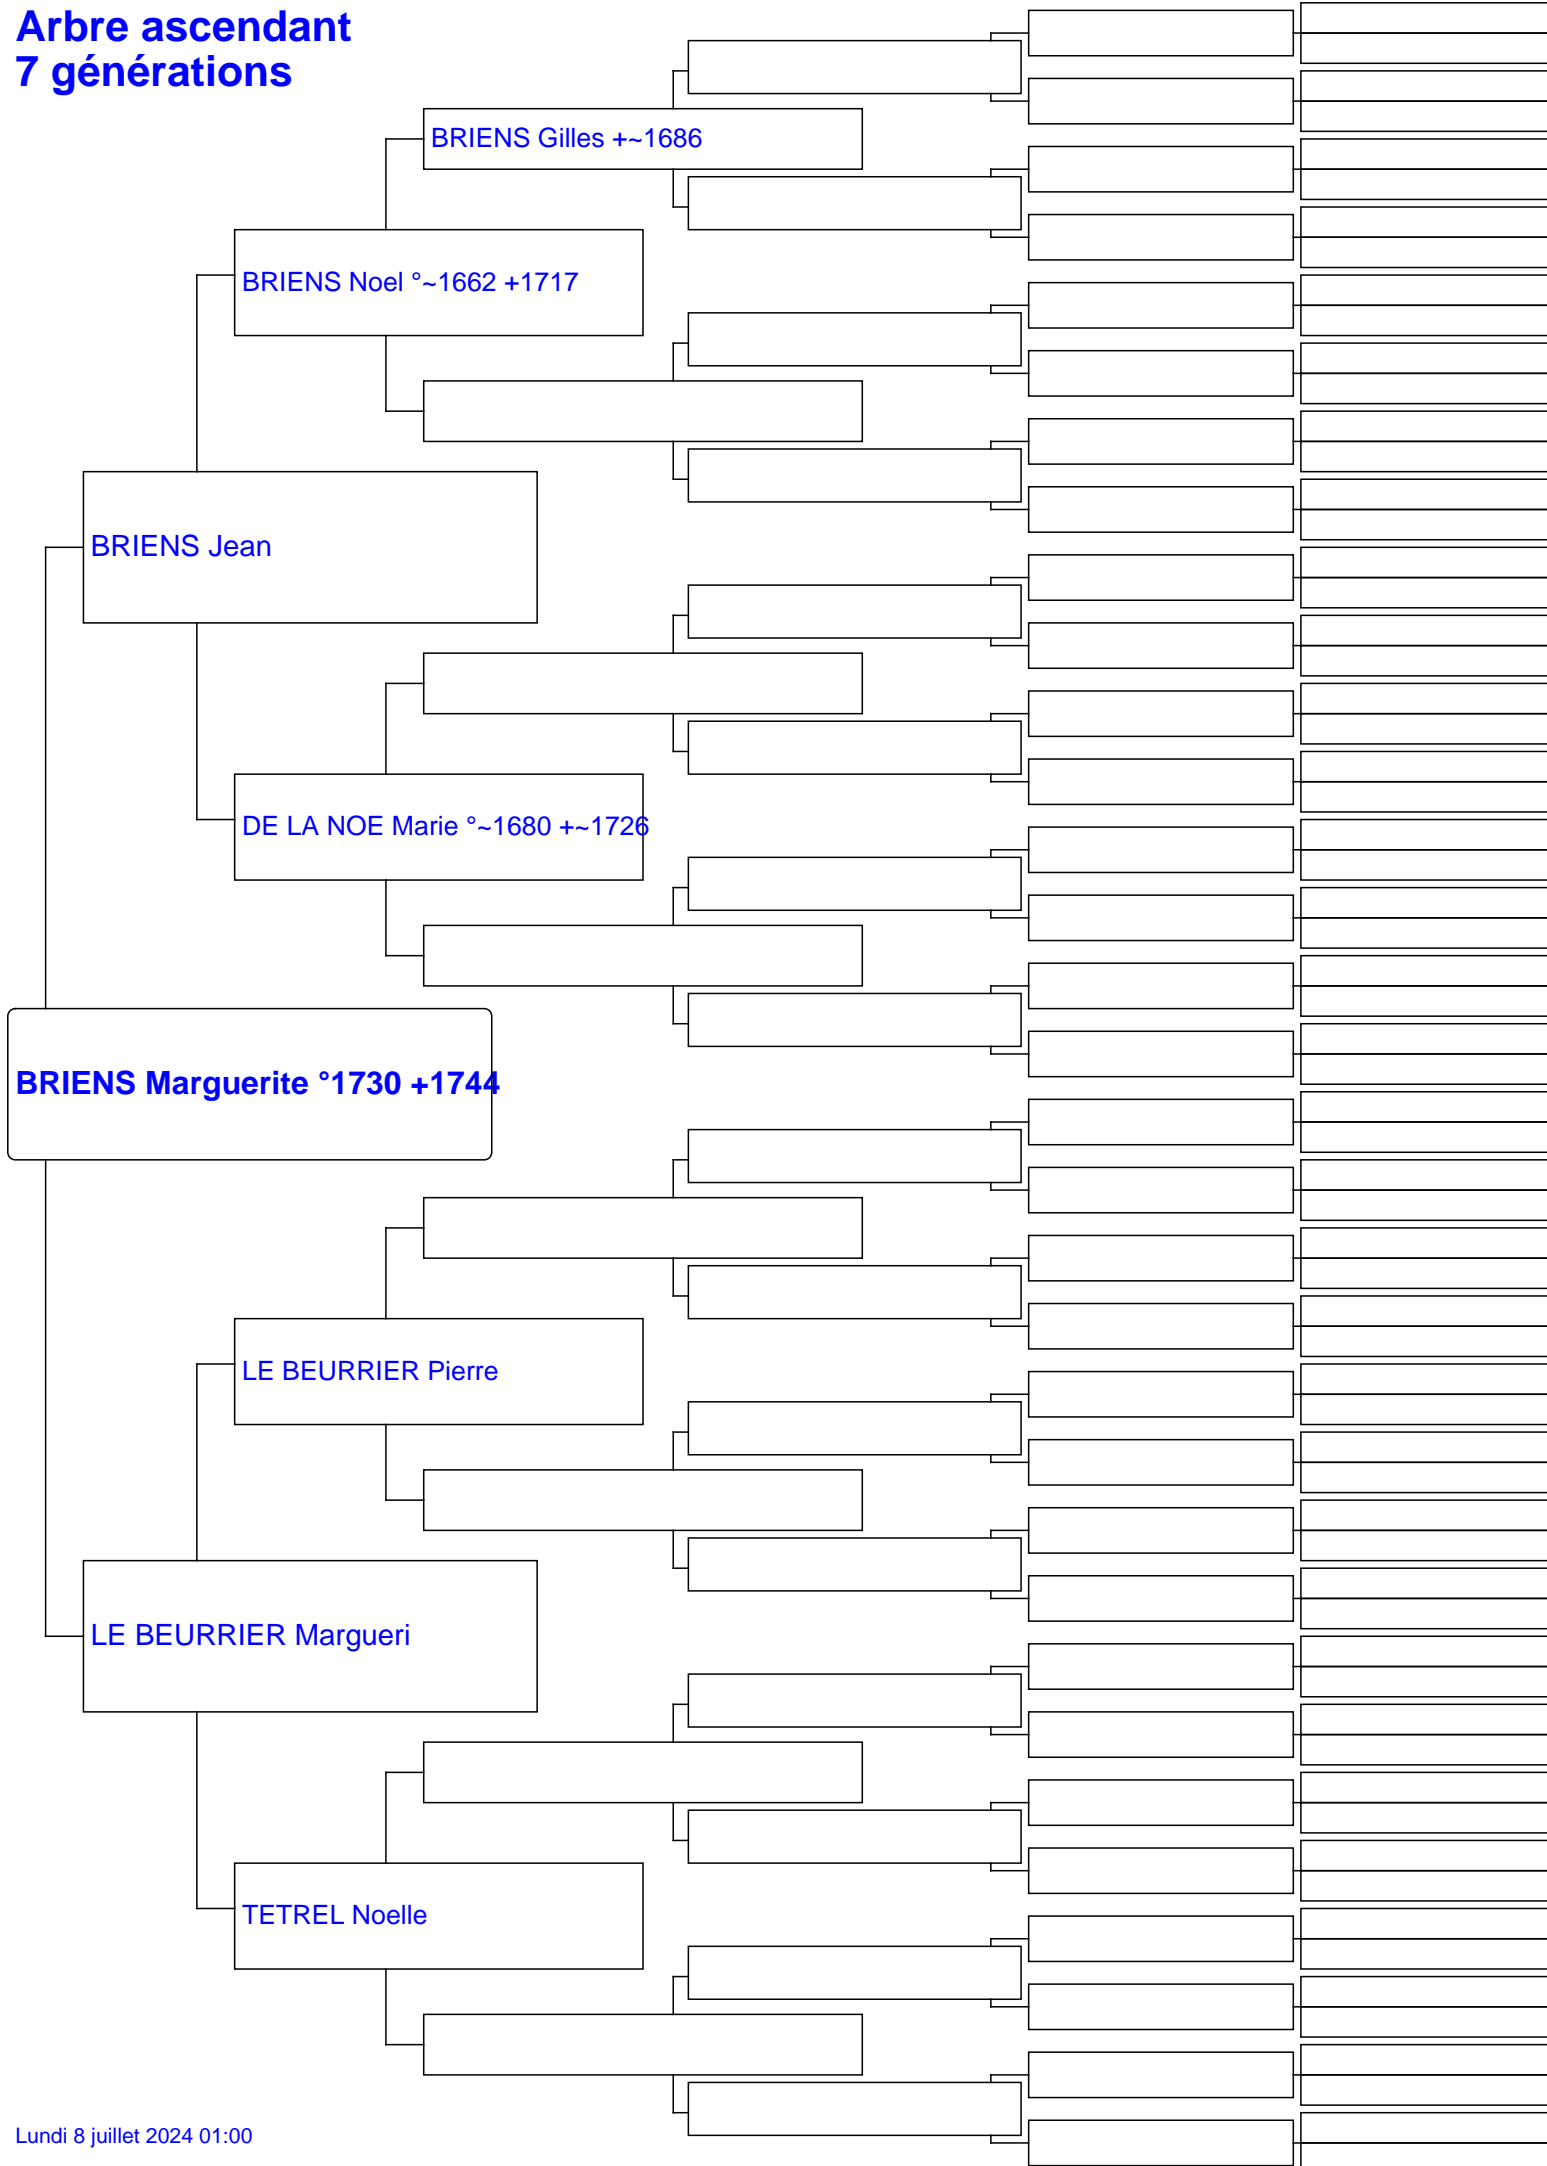 Arbre ascendant
7 générations
BRIENS Gilles +~1686
BRIENS Noel °~1662 +1717
BRIENS Jean
DE LA NOE Marie °~1680 +~1726
BRIENS Marguerite °1730 +1744
LE BEURRIER Pierre
LE BEURRIER Margueri
TETREL Noelle
Lundi 8 juillet 2024 01:00